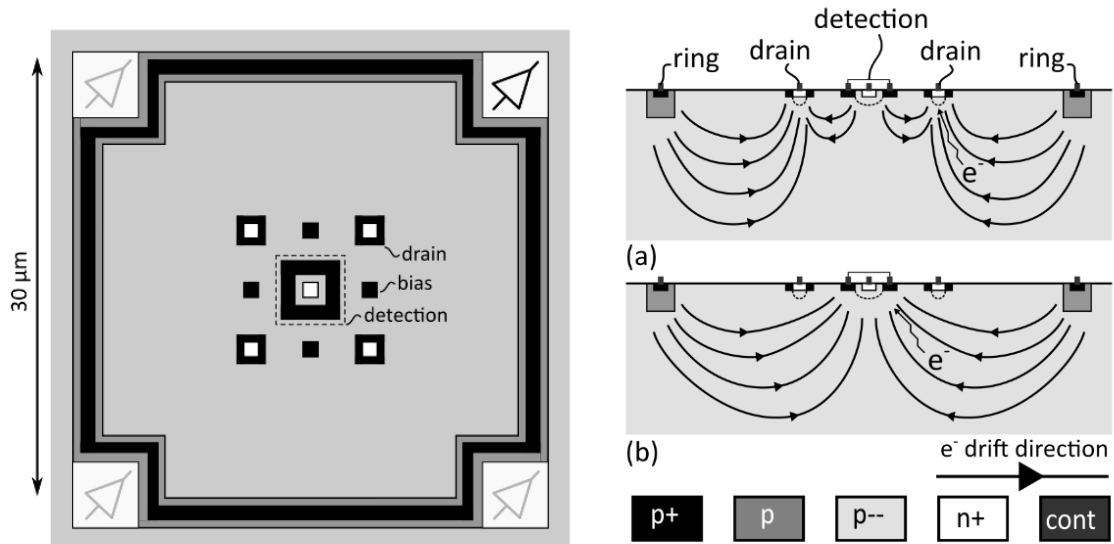 30 µm
drain
bias
detection
detection
ring
drain
drain
ring
e-
(a)
e-
(b)
e- drift direction
p+
p
p--
n+
cont